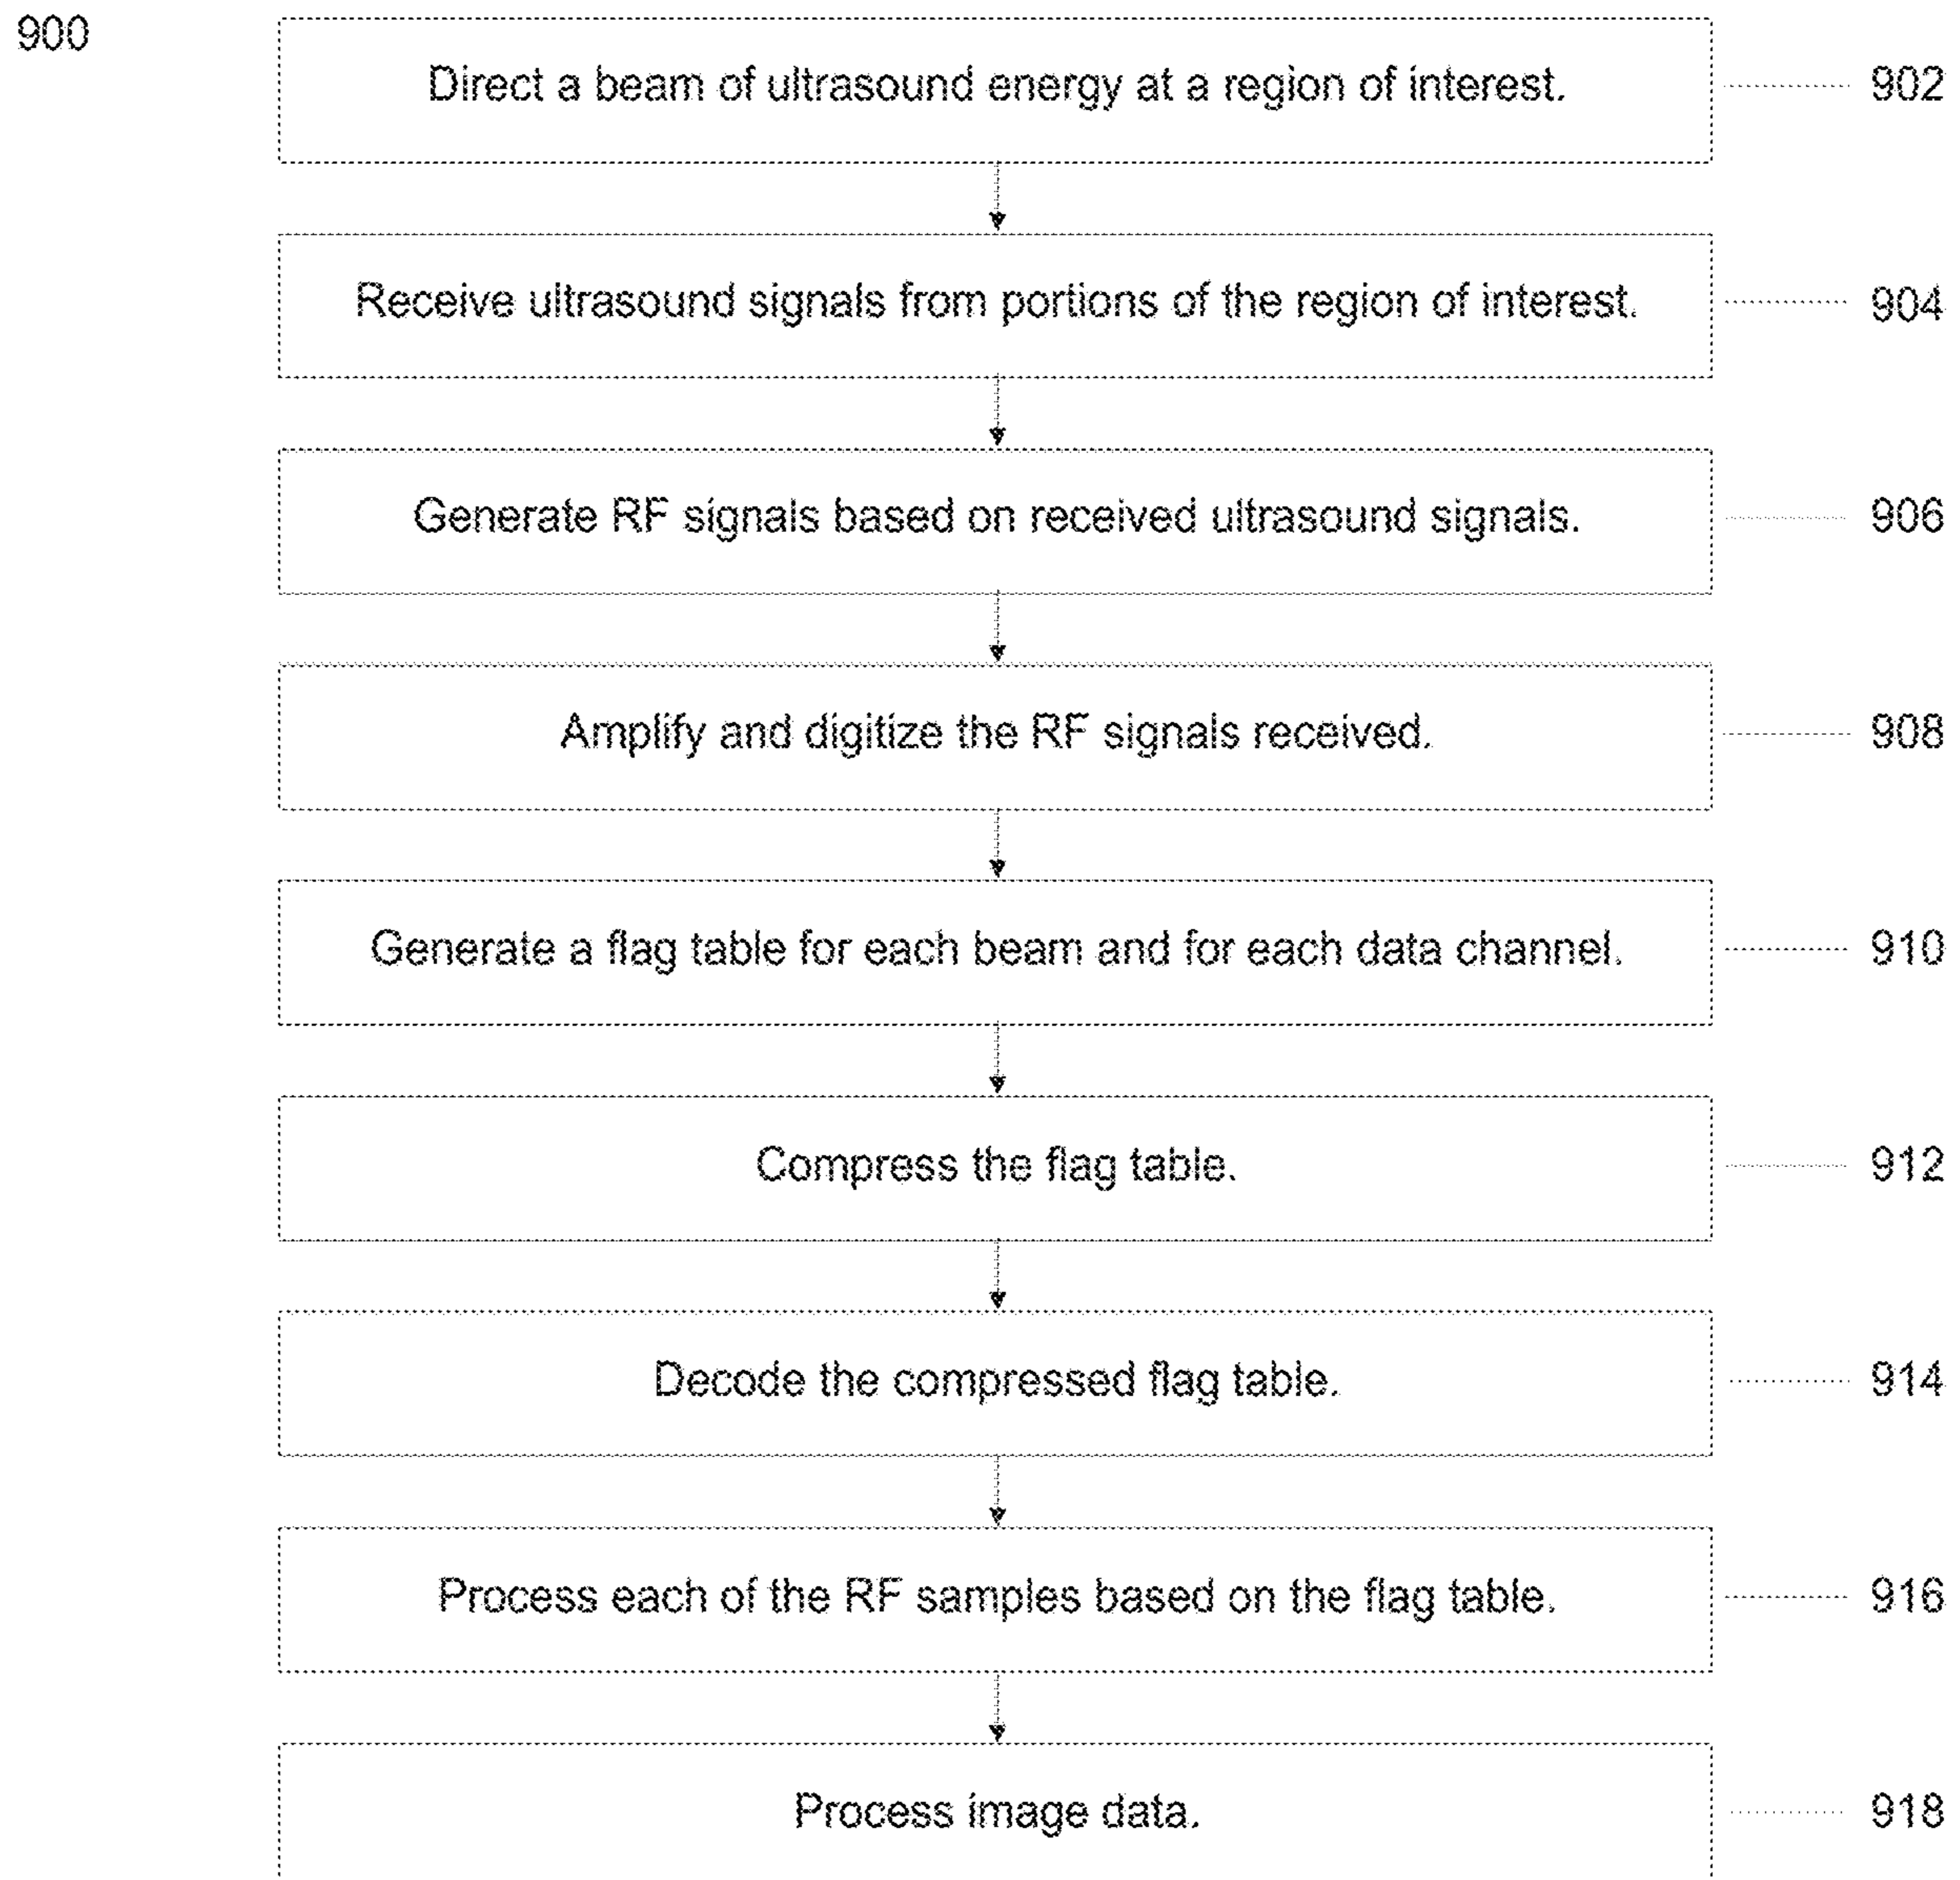 900
Direct a beam of ultrasound energy at a region of interest. 902
Receive ultrasound signals from portions of the region of interest. 904
Generate RF signals based on received ultrasound signals. 906
Amplify and digitize the RF signals received. 908
Generate a flag table for each beam and for each data channel. 910
Compress the flag table. 912
Decode the compressed flag table. 914
Process each of the RF samples based on the flag table. 916
Process image data. 918